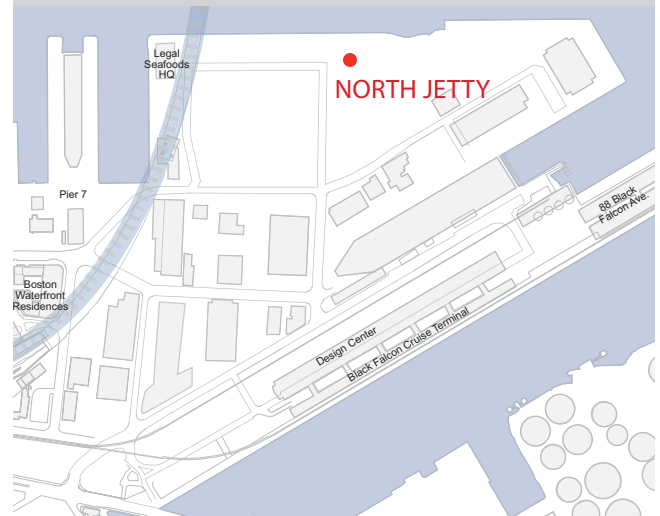 Legal
Seafoods
HQ
NORTH JETTY
Pier 7
88 Black
Falcon Ave.
Boston
Waterfront
Residences
Design Center
Black Falcon Cruise Terminal